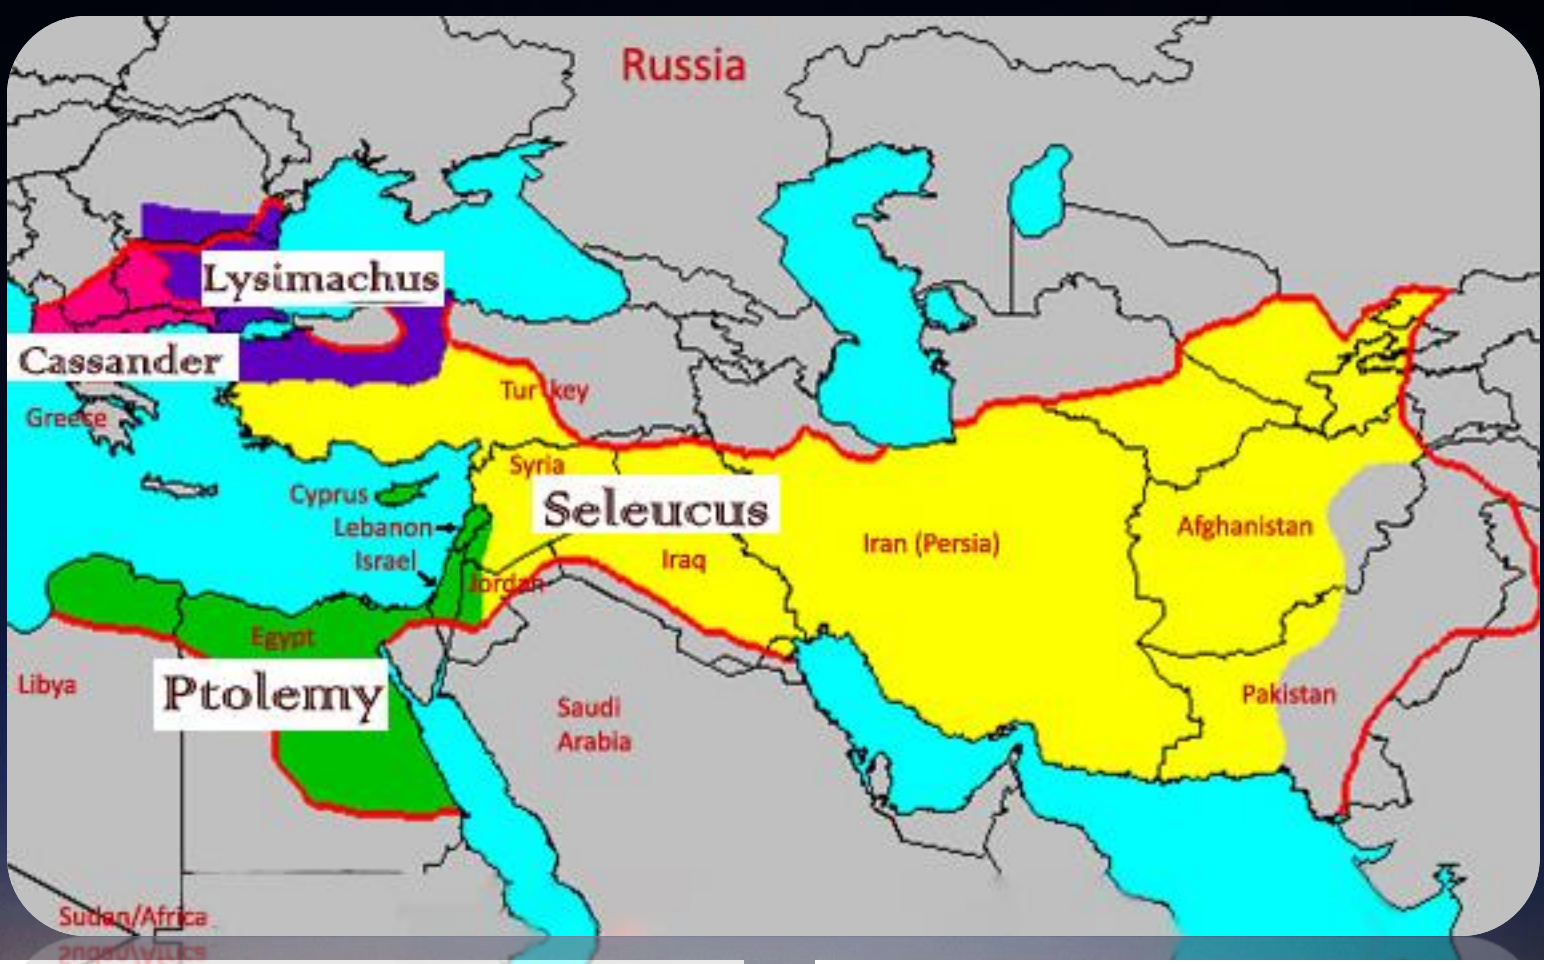 Russia
Lysimachus
Cassander
Greese
Turkey
Syria
Cyprus
Seleucus
Lebanon
Israel
Iraq
Iran (Persia)
Afghanistan
Jordan
Egypt
Libya
Ptolemy
Saudi
Arabia
Pakistan
Sudan/Africa